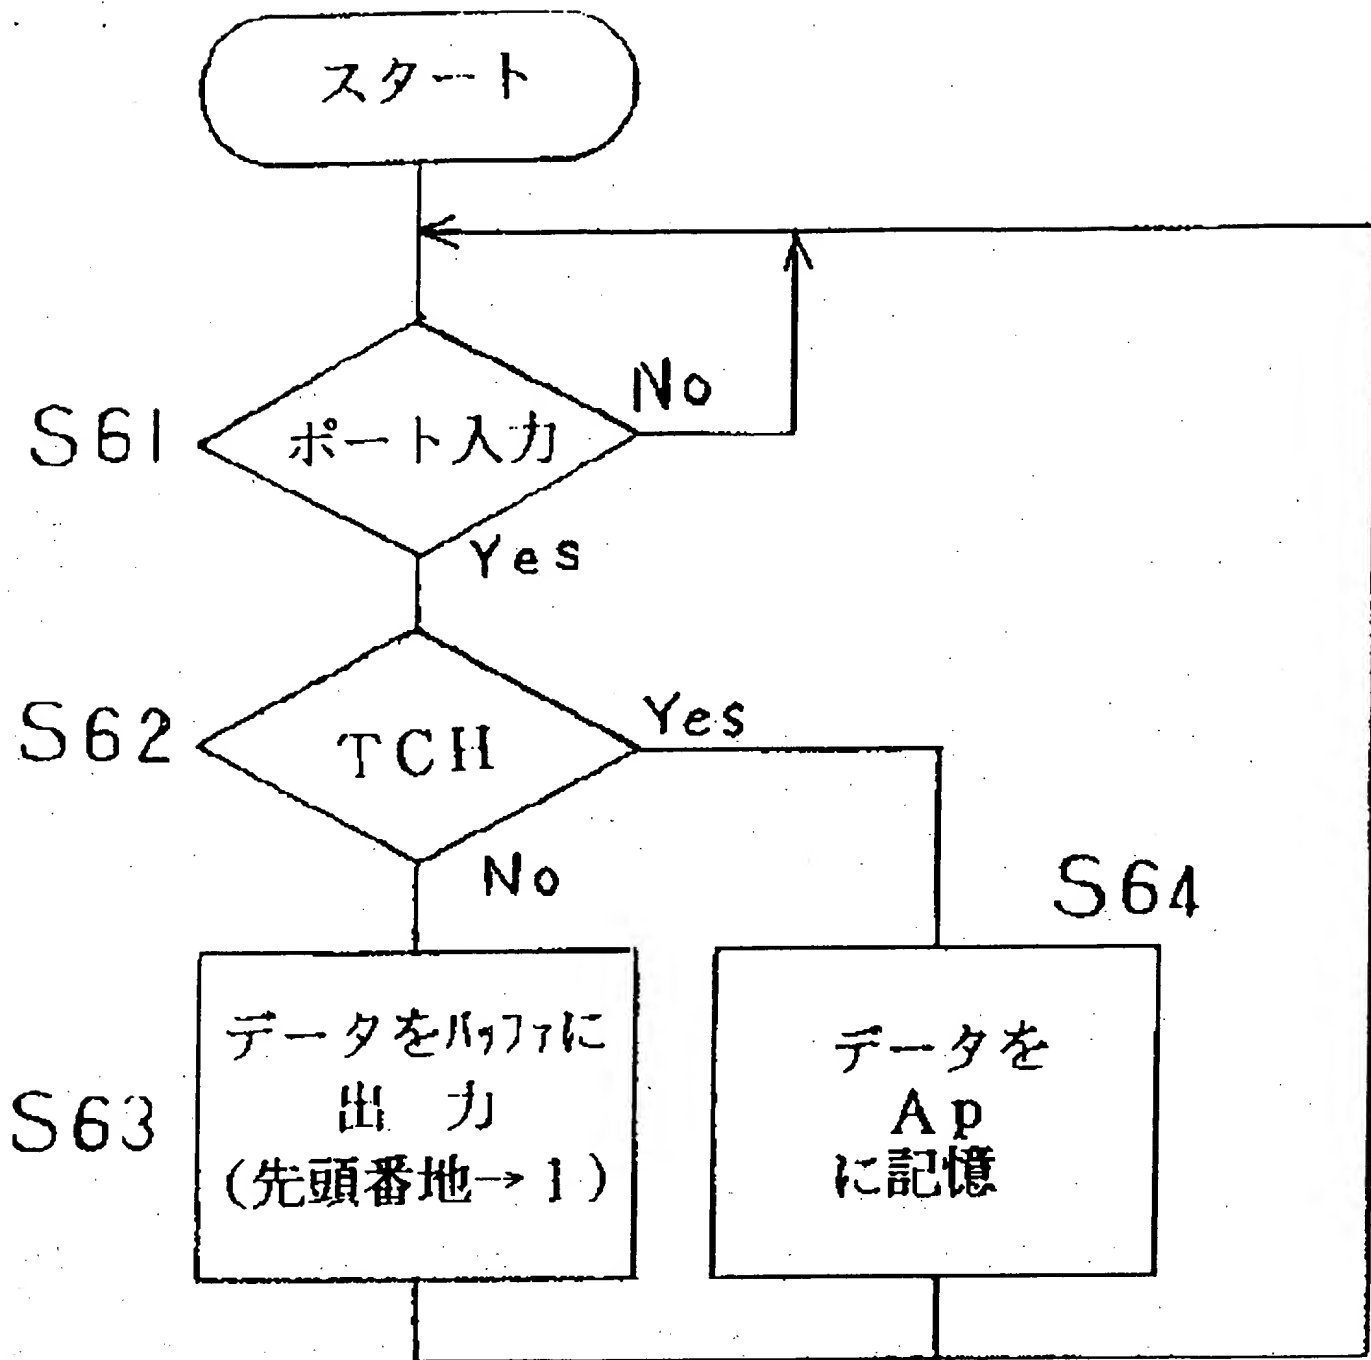 スタート
No
S61
ポート入力
Yes
Yes
S62
TCH
No
S64
データをバッファに
出 力
(先頭番地→1)
S63
データを
Ap
に記憶